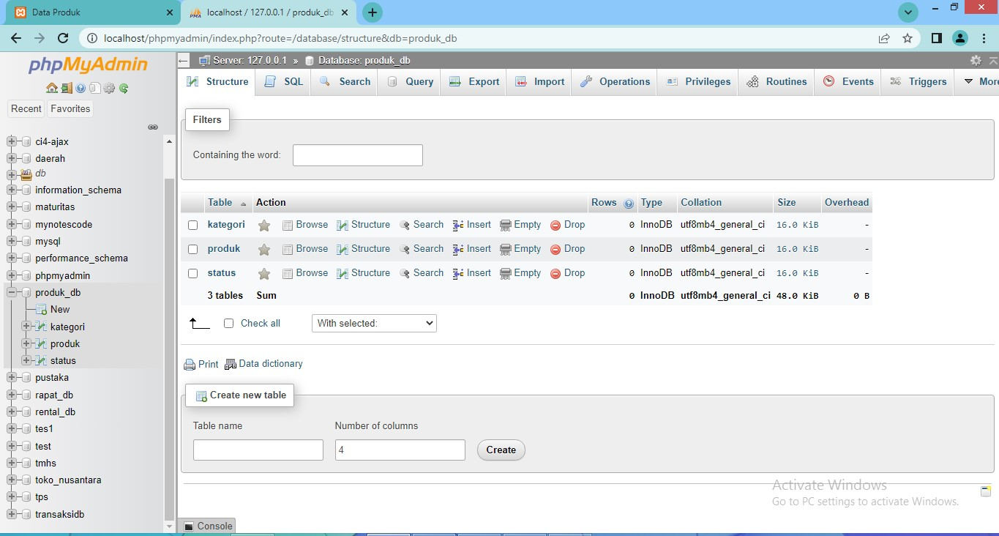 Data Produk
localhost / 127.0.0.1 / produk_db
localhost/phpmyadmin/index.php?route=/database/structure&db=produk_db
phpMyAdmin
Recent Favorites
ci4-ajax
daerah
db
information_schema
maturitas
mynotescode
mysql
performance_schema
phpmyadmin
produk_db
New
kategori
produk
status
pustaka
rapat_db
rental_db
tes1
test
tmhs
toko_nusantara
tps
transaksidb
Server: 127.0.0.1 » Database: produk_db
Structure SQL Search Query Export Import Operations Privileges Routines Events Triggers More
Filters
Containing the word:
Table Action Rows Type Collation Size Overhead
kategori Browse Structure Search Insert Empty Drop 0 InnoDB utf8mb4_general_ci 16.0 KiB -
produk Browse Structure Search Insert Empty Drop 0 InnoDB utf8mb4_general_ci 16.0 KiB -
status Browse Structure Search Insert Empty Drop 0 InnoDB utf8mb4_general_ci 16.0 KiB -
3 tables Sum 0 InnoDB utf8mb4_general_ci 48.0 KiB 0 B
Check all With selected:
Print Data dictionary
Create new table
Table name Number of columns
4 Create
Activate Windows
Go to PC settings to activate Windows.
Console